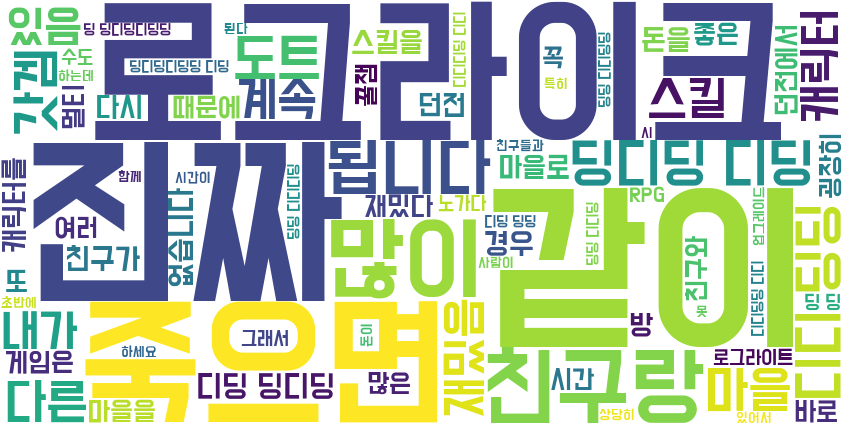 있음
딩 딩디딩디딩딩
된다
로그라이크
스킬을
돈을
좋은
꼭
도트
수도
하는데
딩디딩디딩딩 디딩
갓겜
멀티
다시
때문에
계속
꿀잼
던전
디디디딩 디디
특히
딩딩 디디딩딩
스킬
던전에서
캐릭터
시
진짜
함께
시간이
됩니다
딩딩 디디딩
친구들과
마을로
딩디딩 디딩
굉장히
캐릭터를
여러
없습니다
재밌다
노가다
RPG
친구가
많이
디딩 딩딩
경우
사람이
같이
딩딩 디디딩
친구와
업그레이드
딩딩
또
초반에
못
디디딩딩 디디
딩 딩
디디
내가
죽으면
그래서
돈이
재밌음
방
하세요
게임은
친구랑
시간
로그라이트
마을
다른
마을을
디딩 딩디딩
많은
상당히
있어서
바로